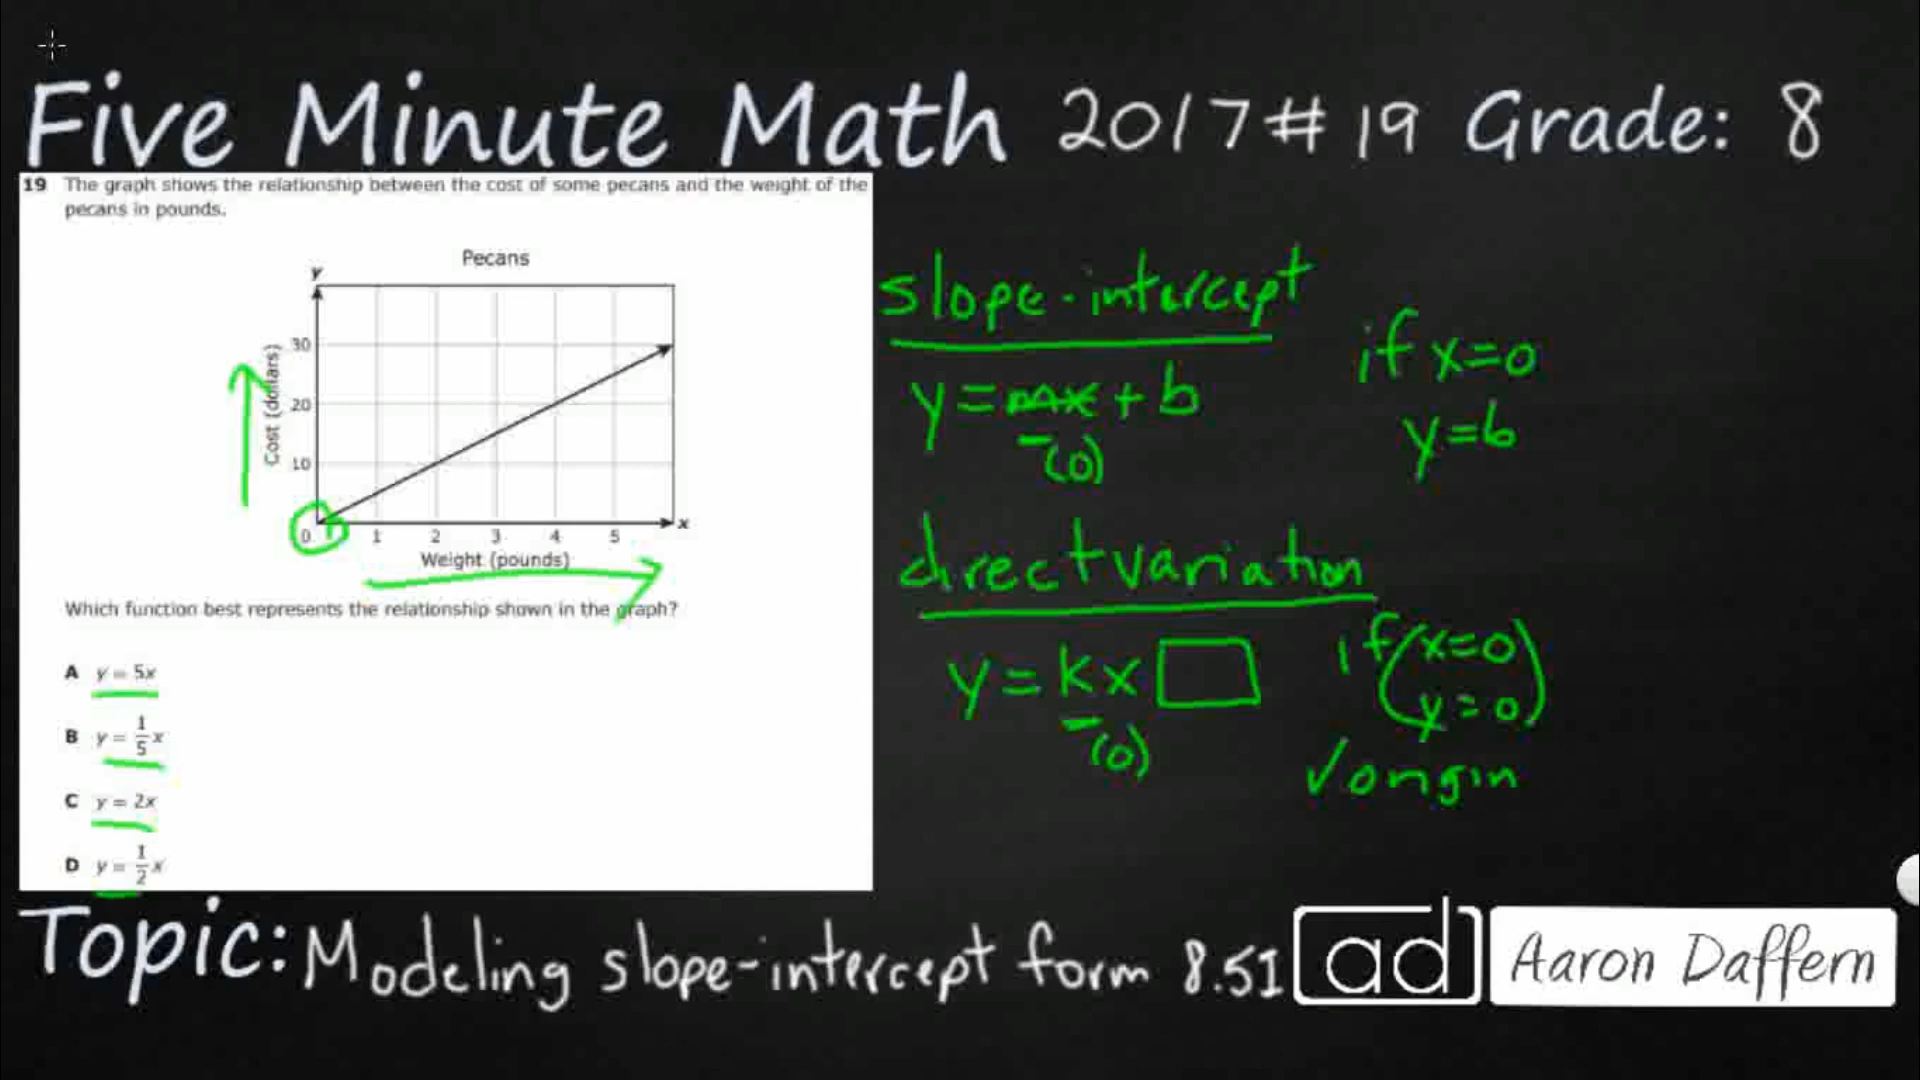 Five Minute Math 2017 # 19 Grade: 8
19 The graph shows the relationship between the cost of some pecans and the weight of the
pecans in pounds.
Pecans
y
30
20
10
Cost (dollars)
0 1 2 3 4 5 x
Weight (pounds)
Which function best represents the relationship shown in the graph?
A y = 5x
B y = 1/5 x
C y = 2x
D y = 1/2 x
slope-intercept
y = mx + b
(0)
if x=0
y=b
direct variation
y = kx
(0)
if (x=0
y=0)
√ origin
Topic: Modeling slope-intercept form 8.5I
ad Aaron Daffern